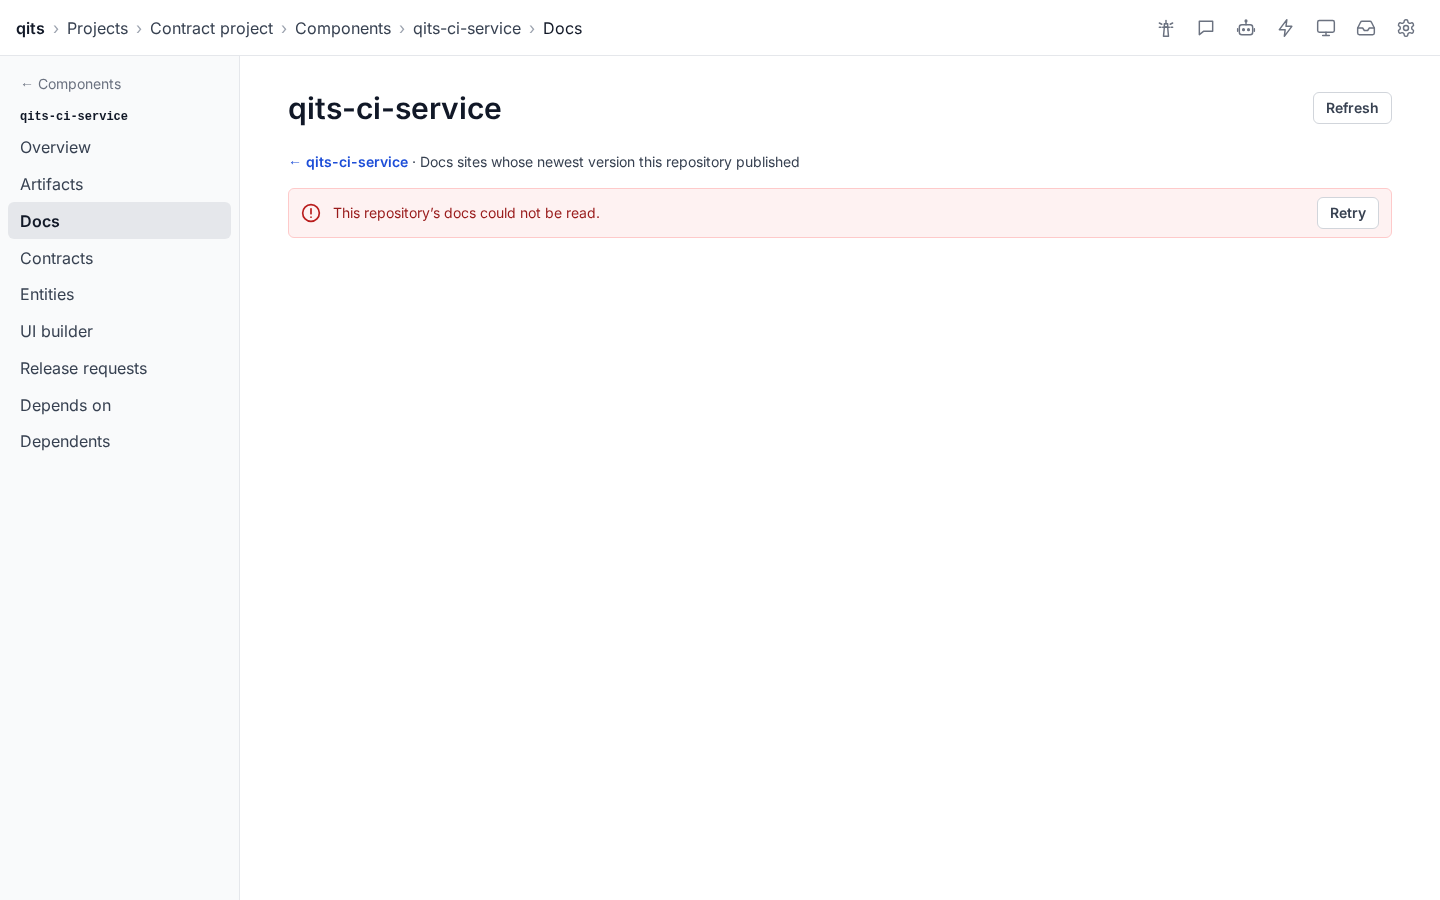 qits › Projects › Contract project › Components › qits-ci-service › Docs
← Components
qits-ci-service
Overview
Artifacts
Docs
Contracts
Entities
UI builder
Release requests
Depends on
Dependents
qits-ci-service
Refresh
← qits-ci-service · Docs sites whose newest version this repository published
This repository’s docs could not be read.
Retry